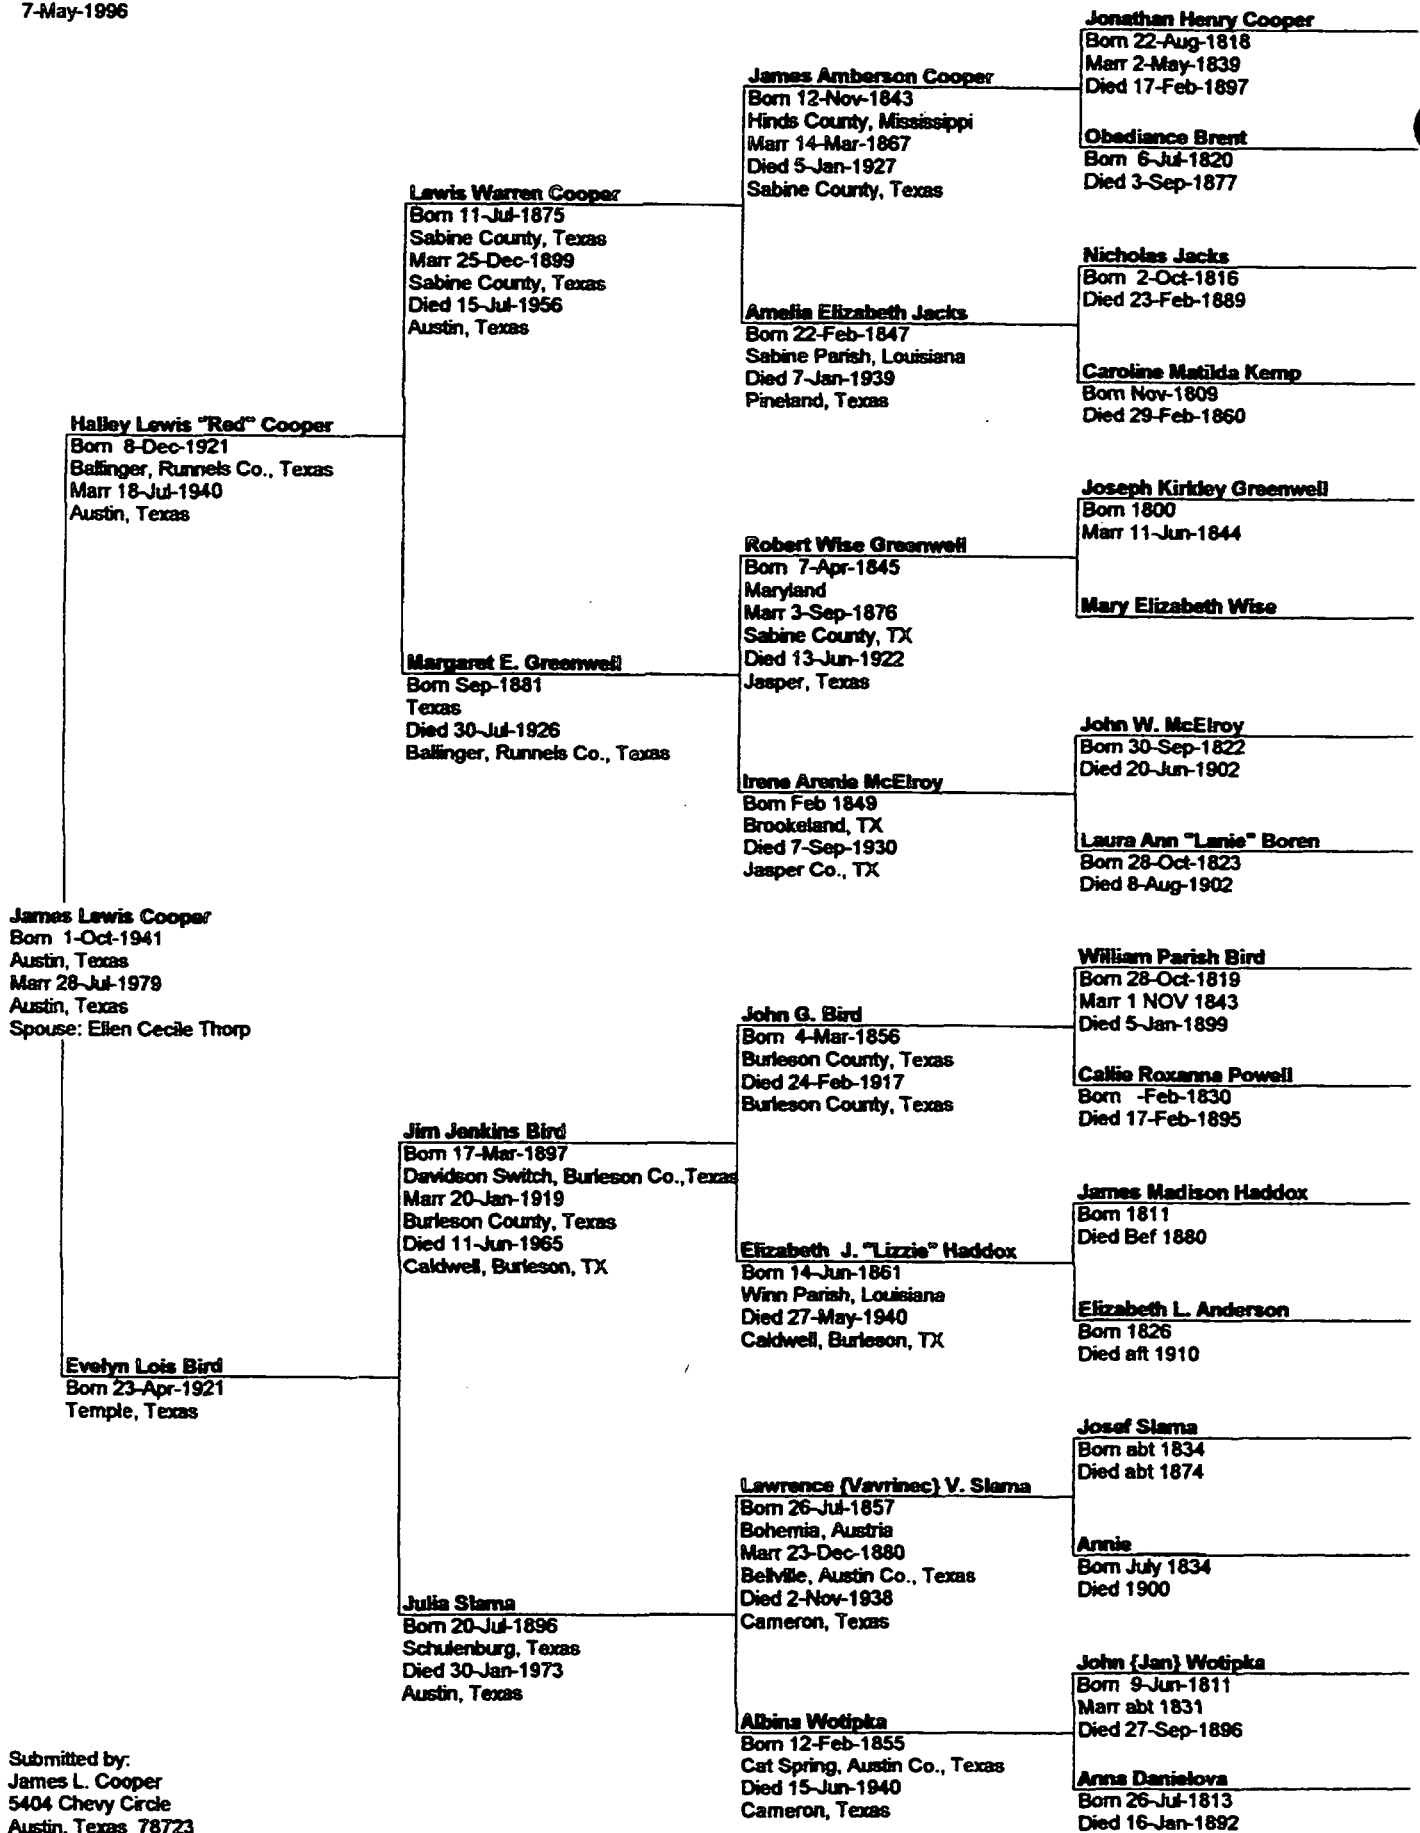 7-May-1996
Jonathan Henry Cooper
Born 22-Aug-1818
Marr 2-May-1839
Died 17-Feb-1897
James Amberson Cooper
Born 12-Nov-1843
Hinds County, Mississippi
Marr 14-Mar-1867
Died 5-Jan-1927
Sabine County, Texas
Obediance Brent
Born 6-Jul-1820
Died 3-Sep-1877
Lewis Warren Cooper
Born 11-Jul-1875
Sabine County, Texas
Marr 25-Dec-1899
Sabine County, Texas
Died 15-Jul-1956
Austin, Texas
Nicholas Jacks
Born 2-Oct-1816
Died 23-Feb-1889
Amelia Elizabeth Jacks
Born 22-Feb-1847
Sabine Parish, Louisiana
Died 7-Jan-1939
Pineland, Texas
Caroline Matilda Kemp
Born Nov-1809
Died 29-Feb-1860
Halley Lewis "Red" Cooper
Born 8-Dec-1921
Ballinger, Runnels Co., Texas
Marr 18-Jul-1940
Austin, Texas
Joseph Kirkley Greenwell
Born 1800
Marr 11-Jun-1844
Robert Wise Greenwell
Born 7-Apr-1845
Maryland
Marr 3-Sep-1876
Sabine County, TX
Died 13-Jun-1922
Jasper, Texas
Mary Elizabeth Wise
Margaret E. Greenwell
Born Sep-1881
Texas
Died 30-Jul-1926
Ballinger, Runnels Co., Texas
John W. McElroy
Born 30-Sep-1822
Died 20-Jun-1902
Irene Arenie McElroy
Born Feb 1849
Brookeland, TX
Died 7-Sep-1930
Jasper Co., TX
Laura Ann "Lanie" Boren
Born 28-Oct-1823
Died 8-Aug-1902
James Lewis Cooper
Born 1-Oct-1941
Austin, Texas
Marr 28-Jul-1979
Austin, Texas
Spouse: Ellen Cecile Thorp
William Parish Bird
Born 28-Oct-1819
Marr 1 NOV 1843
Died 5-Jan-1899
John G. Bird
Born 4-Mar-1856
Burleson County, Texas
Died 24-Feb-1917
Burleson County, Texas
Callie Roxanna Powell
Born -Feb-1830
Died 17-Feb-1895
Jim Jenkins Bird
Born 17-Mar-1897
Davidson Switch, Burleson Co.,Texas
Marr 20-Jan-1919
Burleson County, Texas
Died 11-Jun-1965
Caldwell, Burleson, TX
James Madison Haddox
Born 1811
Died Bef 1880
Elizabeth J. "Lizzie" Haddox
Born 14-Jun-1861
Winn Parish, Louisiana
Died 27-May-1940
Caldwell, Burleson, TX
Elizabeth L. Anderson
Born 1826
Died aft 1910
Evelyn Lois Bird
Born 23-Apr-1921
Temple, Texas
Josef Slama
Born abt 1834
Died abt 1874
Lawrence {Vavrinec} V. Slama
Born 26-Jul-1857
Bohemia, Austria
Marr 23-Dec-1880
Bellville, Austin Co., Texas
Died 2-Nov-1938
Cameron, Texas
Annie
Born July 1834
Died 1900
Julia Slama
Born 20-Jul-1896
Schulenburg, Texas
Died 30-Jan-1973
Austin, Texas
John {Jan} Wotipka
Born 9-Jun-1811
Marr abt 1831
Died 27-Sep-1896
Albina Wotipka
Born 12-Feb-1855
Cat Spring, Austin Co., Texas
Died 15-Jun-1940
Cameron, Texas
Anna Danielova
Born 26-Jul-1813
Died 16-Jan-1892
Submitted by:
James L. Cooper
5404 Chevy Circle
Austin, Texas 78723